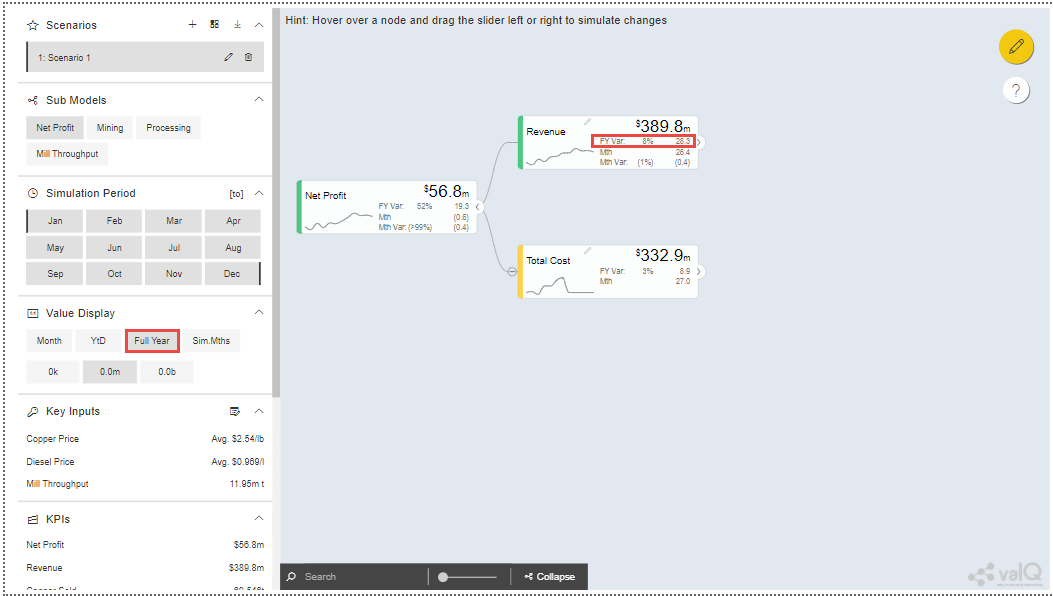 Hint: Hover over a node and drag the slider left or right to simulate changes
Scenarios
1: Scenario 1
Sub Models
Net Profit Mining Processing
Mill Throughput
Simulation Period [to]
Jan Feb Mar Apr
May Jun Jul Aug
Sep Oct Nov Dec
Value Display
Month YtD Full Year Sim.Mths
0k 0.0m 0.0b
Key Inputs
Copper Price Avg. $2.54/lb
Diesel Price Avg. $0.969/l
Mill Throughput 11.95m t
KPIs
Net Profit $56.8m
Revenue $389.8m
Net Profit $56.8m
FY Var: 52% 19.3
Mth (0.6)
Mth Var: (>99%) (0.4)
Revenue $389.8m
FY Var: 8% 28.3
Mth 26.4
Mth Var: (1%) (0.4)
Total Cost $332.9m
FY Var: 3% 8.9
Mth 27.0
?
Search
Collapse
valQ